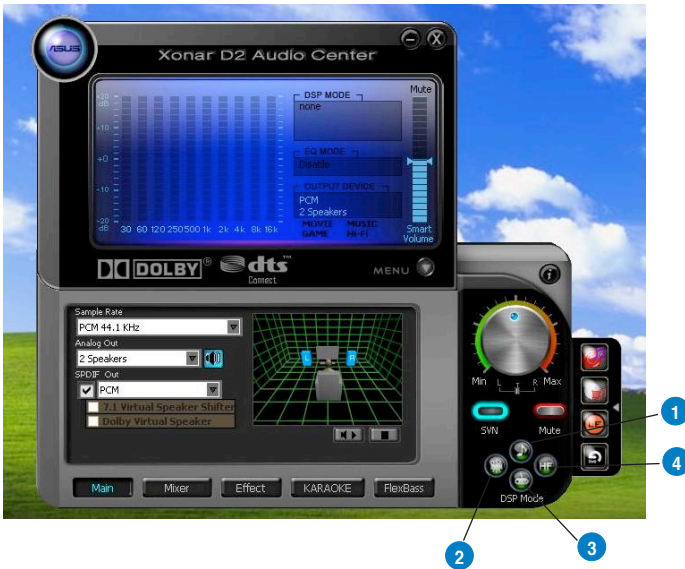 ASUS
Xonar D2 Audio Center
+20
dB
+10
+0
-10
-20
dB
30 60 120 250 500 1k 2k 4k 8k 16k
DSP MODE
none
EQ MODE
Disable
OUTPUT DEVICE
PCM
2 Speakers
MOVIE MUSIC
GAME HI-FI
Mute
Smart
Volume
DOLBY®
dts™
Connect
MENU
Sample Rate
PCM 44.1 KHz
Analog Out
2 Speakers
SPDIF Out
PCM
7.1 Virtual Speaker Shifter
Dolby Virtual Speaker
L
R
Main
Mixer
Effect
KARAOKE
FlexBass
i
Min L T R Max
SVN
Mute
HF
DSP Mode
1
4
2
3